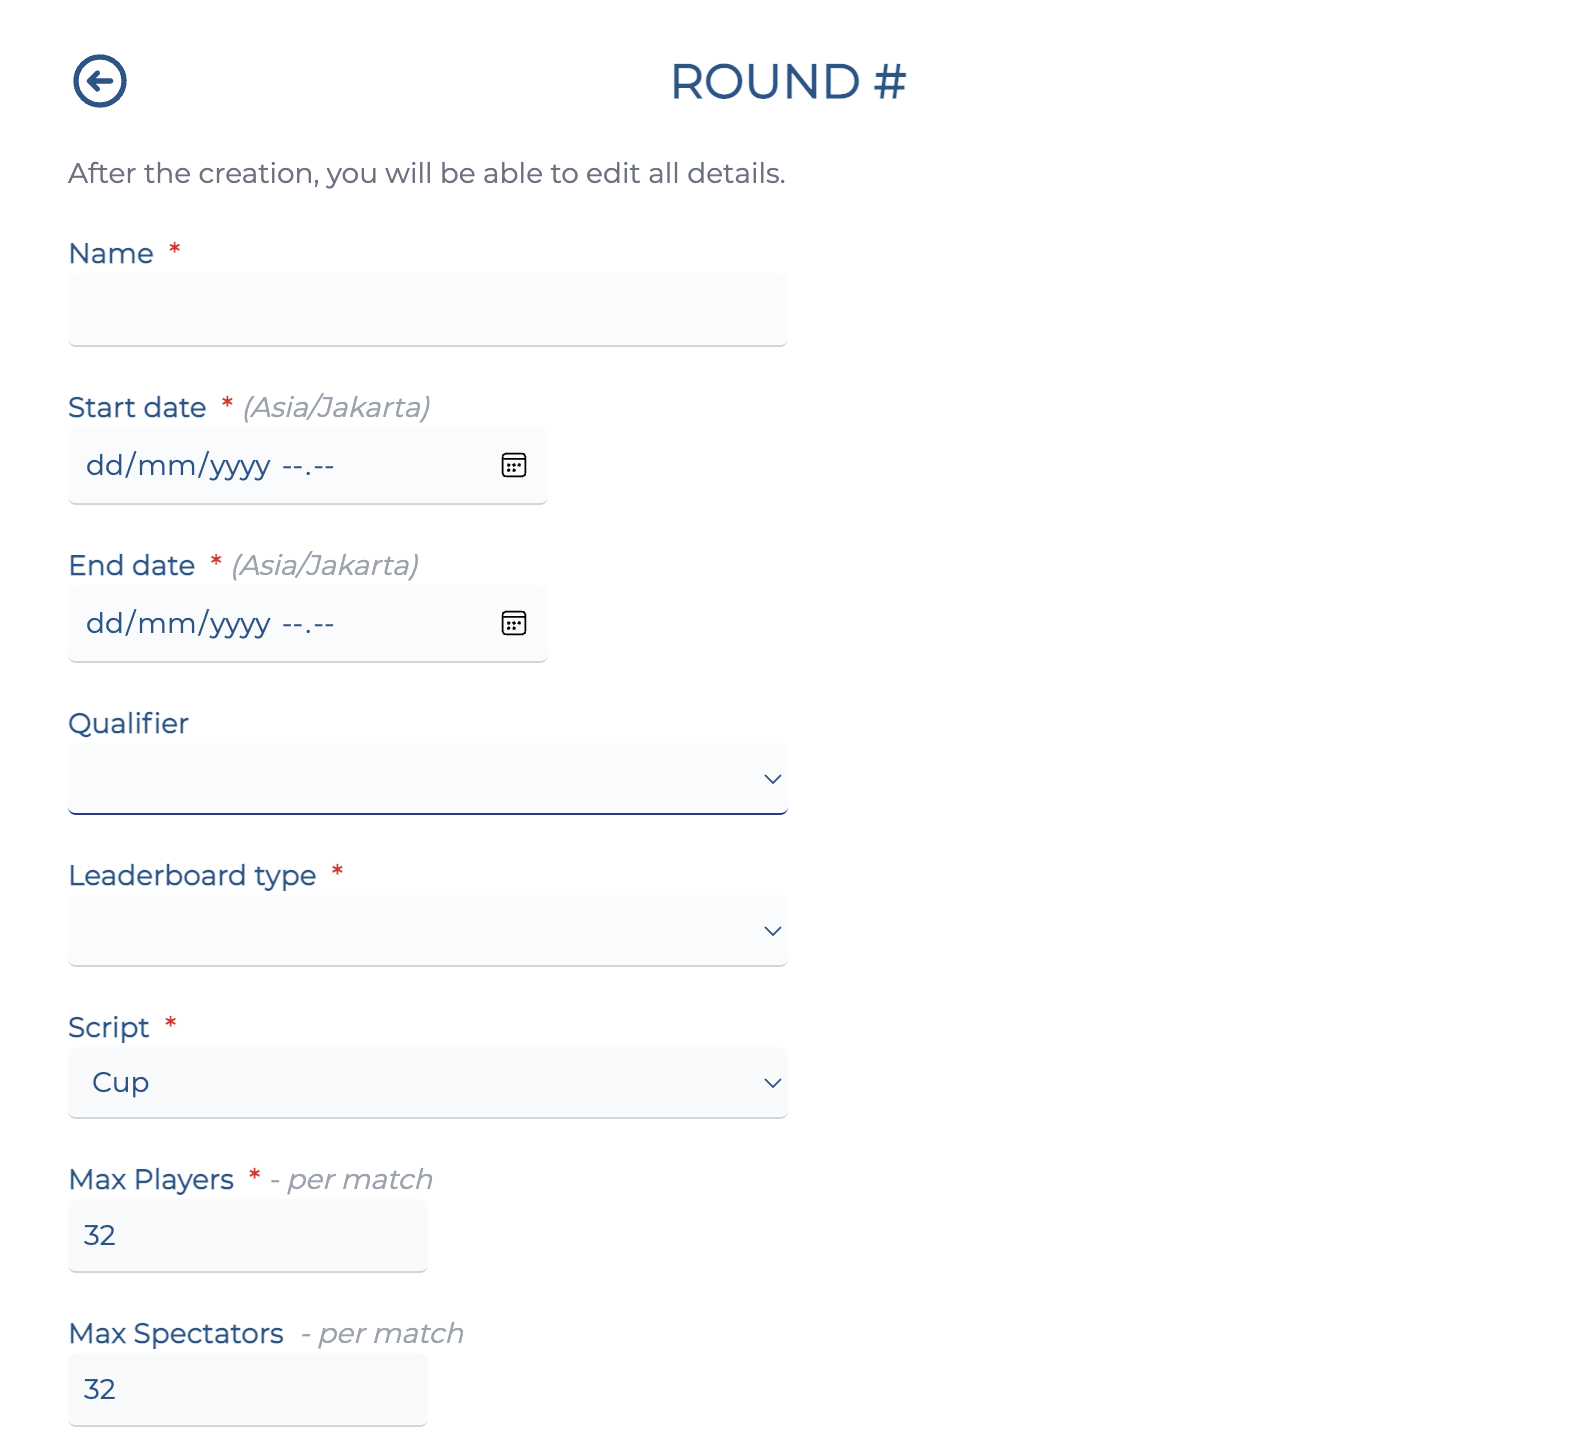 ROUND #
After the creation, you will be able to edit all details.
Name *
Start date * (Asia/Jakarta)
dd/mm/yyyy --.--
End date * (Asia/Jakarta)
dd/mm/yyyy --.--
Qualifier
Leaderboard type *
Script *
Cup
Max Players * - per match
32
Max Spectators - per match
32